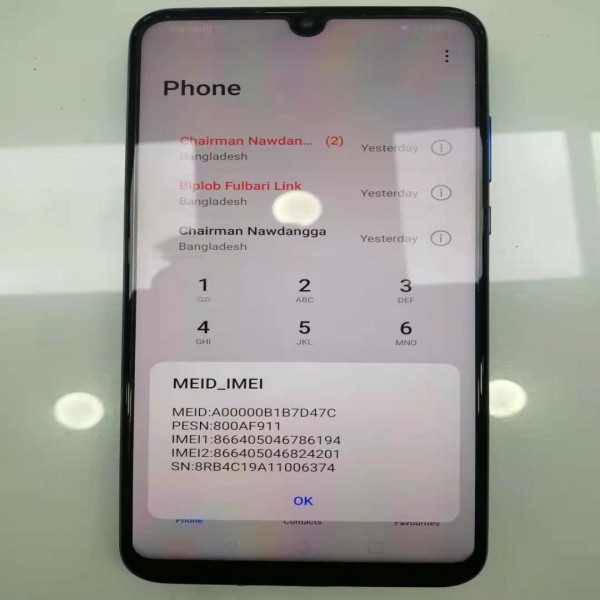 Phone
Chairman Nawdan... (2)
Yesterday
Bangladesh
Biplob Fulbari Link
Yesterday
Bangladesh
Chairman Nawdangga
Yesterday
Bangladesh
1 2 3
QO ABC DEF
4 5 6
GHI JKL MNO
MEID_IMEI
MEID:A00000B1B7D47C
PESN:800AF911
IMEI1:866405046786194
IMEI2:866405046824201
SN:8RB4C19A11006374
OK
Phone Contacts Favourites